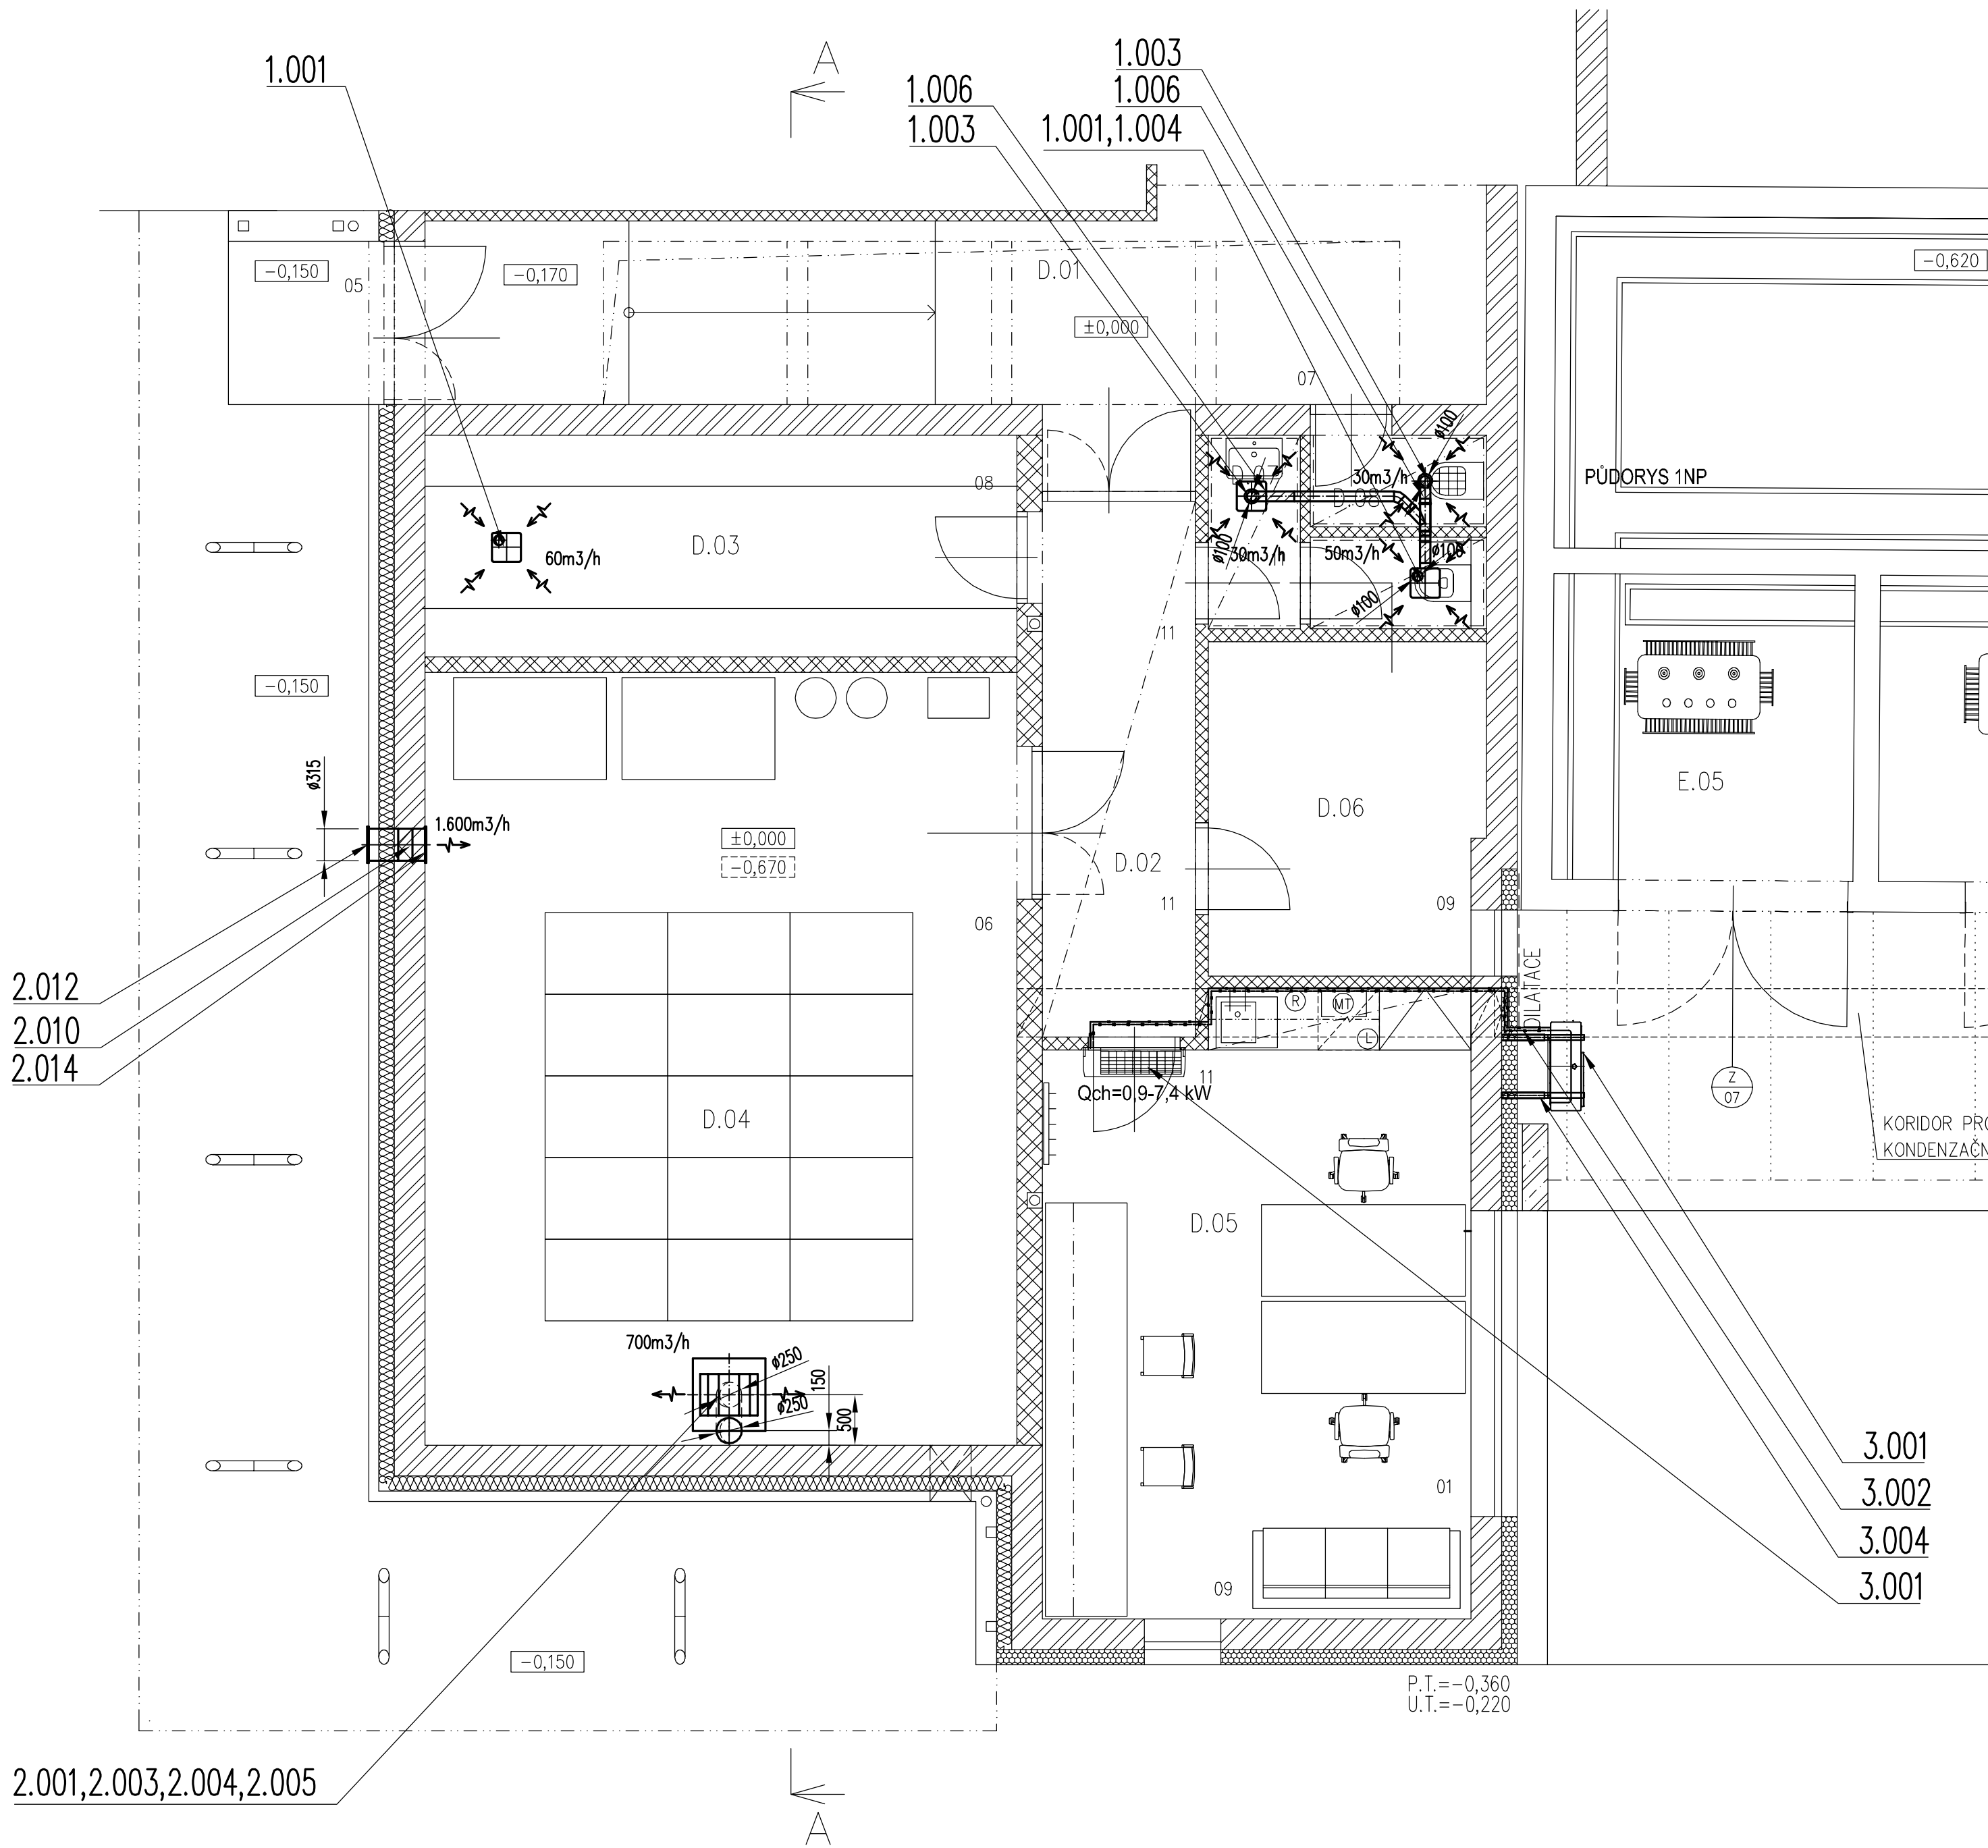 1.001
A
1.006
1.003
1.003
1.006
1.001,1.004
-0,150
05
-0,170
D.01
±0,000
-0,620
07
ø100
30m3/h
PŮDORYS 1NP
08
D.03
60m3/h
D.08
ø100
30m3/h
50m3/h
ø100
ø100
11
-0,150
ø315
1.600m3/h
±0,000
-0,670
D.06
E.05
D.02
11
09
06
2.012
2.010
2.014
DILATACE
R
MT
L
11
Qch=0,9-7,4 kW
Z
07
KORIDOR PRO
KONDENZAČN
D.04
D.05
700m3/h
ø250
150
ø250
500
3.001
3.002
3.004
3.001
01
09
-0,150
P.T.=-0,360
U.T.=-0,220
2.001,2.003,2.004,2.005
A